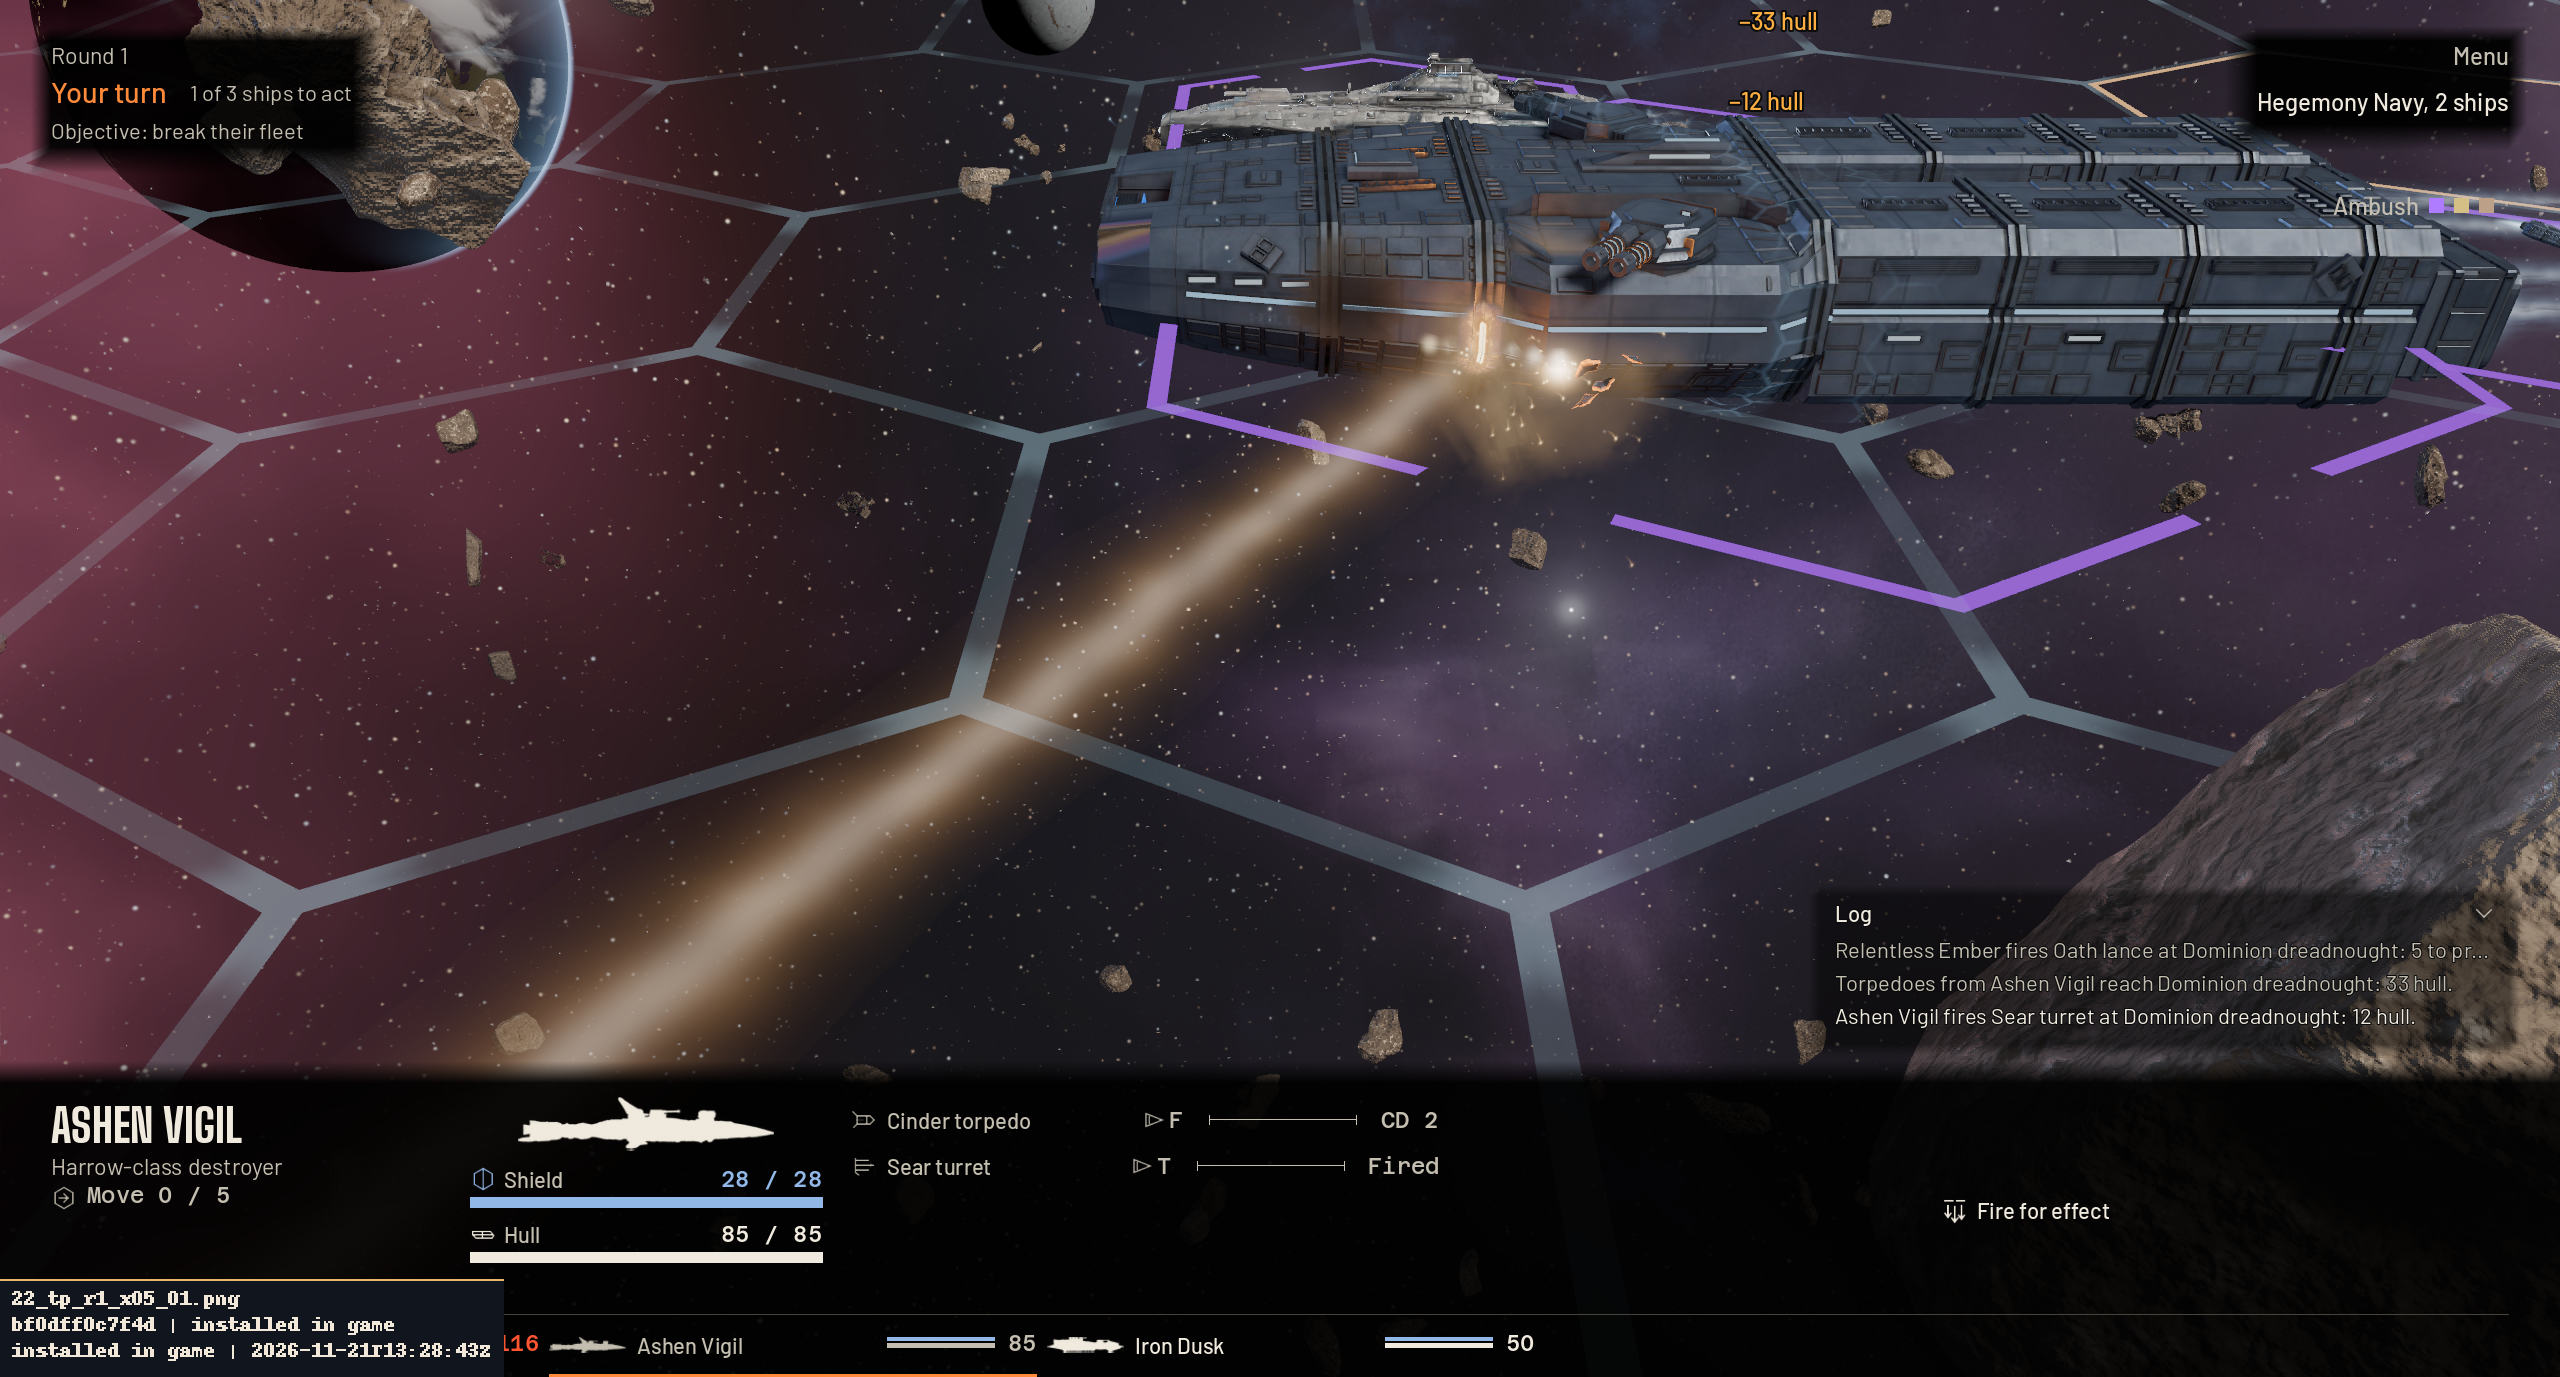 Round 1
Your turn 1 of 3 ships to act
Objective: break their fleet
−33 hull
−12 hull
Menu
Hegemony Navy, 2 ships
Ambush
Log
Relentless Ember fires Oath lance at Dominion dreadnought: 5 to pr...
Torpedoes from Ashen Vigil reach Dominion dreadnought: 33 hull.
Ashen Vigil fires Sear turret at Dominion dreadnought: 12 hull.
ASHEN VIGIL
Harrow-class destroyer
Move 0 / 5
Shield 28 / 28
Hull 85 / 85
Cinder torpedo F CD 2
Sear turret T Fired
Fire for effect
22_tp_r1_x05_01.png
bf0dff0c7f4d | installed in game
installed in game | 2026-11-21T13:28:43Z
116 Ashen Vigil 85 Iron Dusk 50